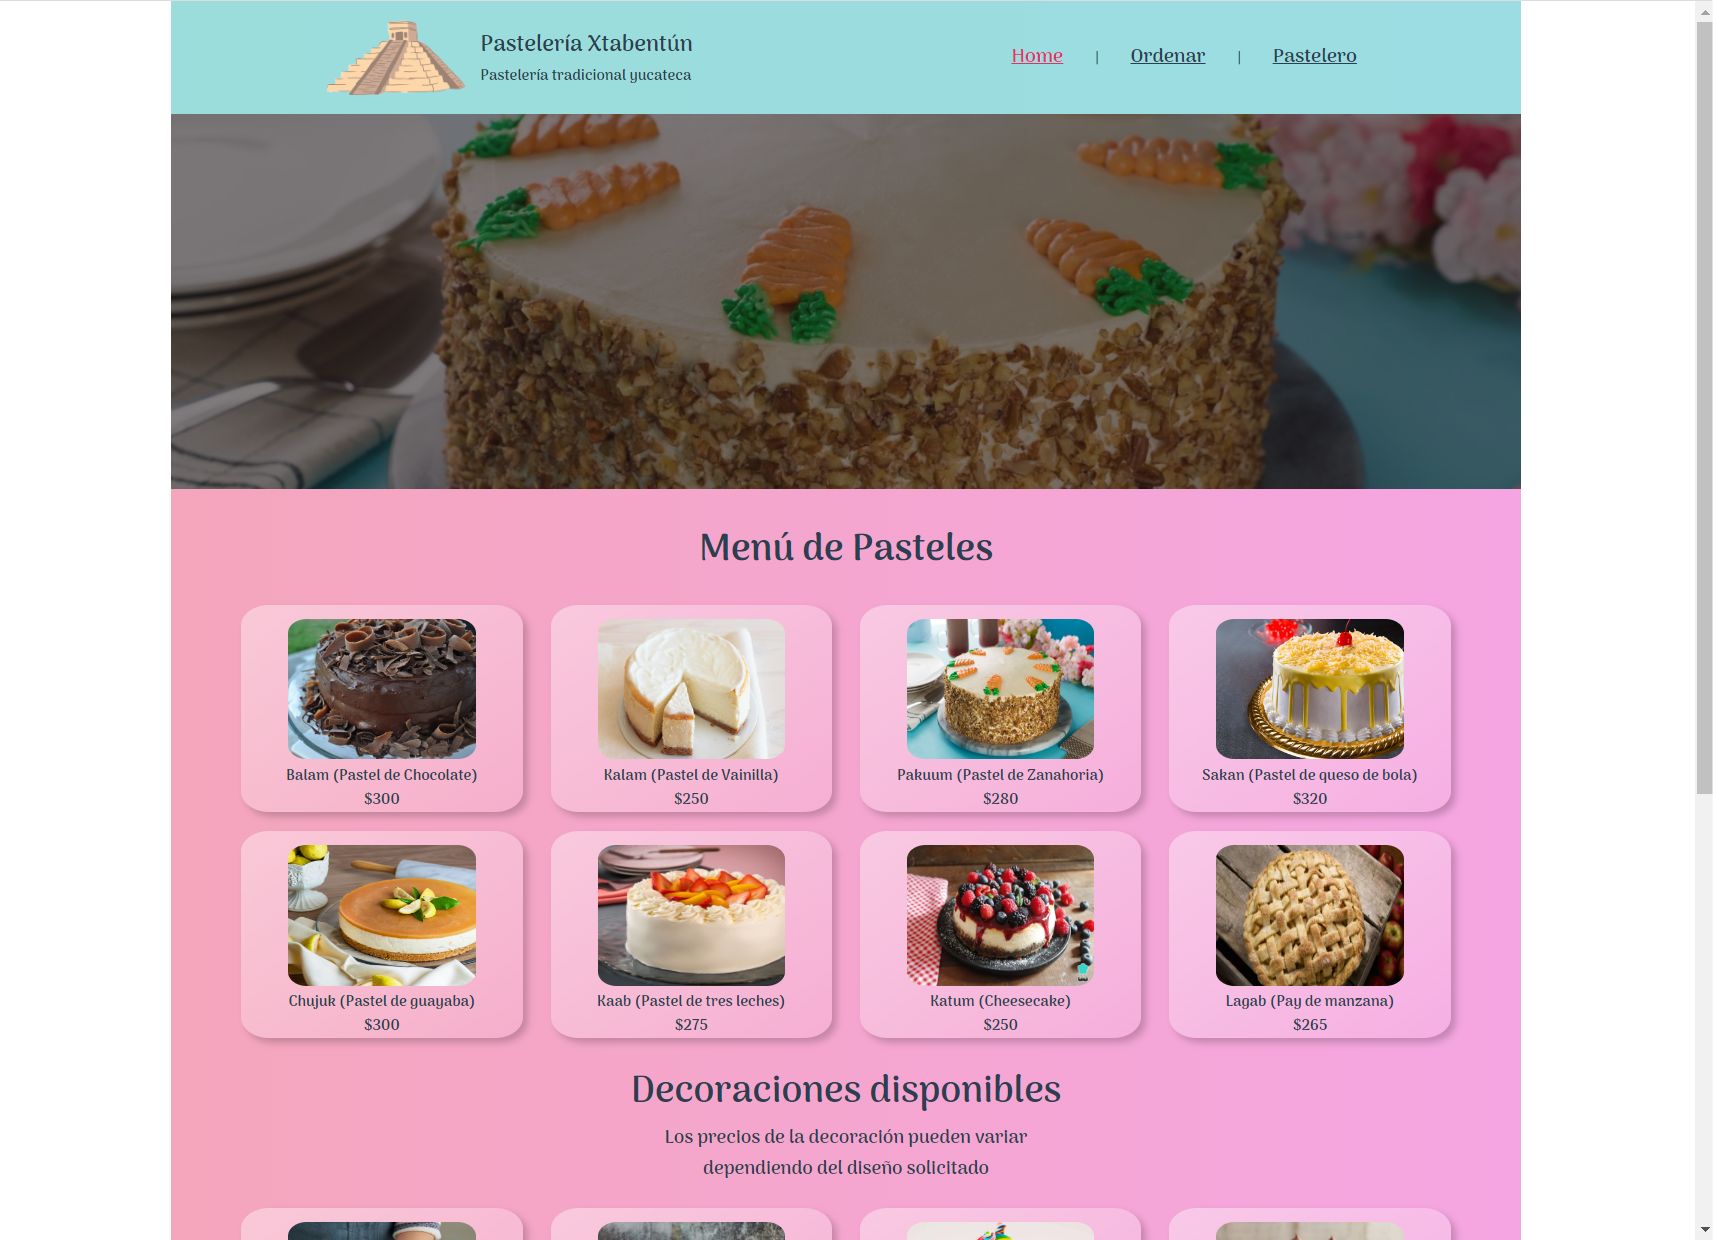 Pastelería Xtabentún
Pastelería tradicional yucateca
Home | Ordenar | Pastelero
Menú de Pasteles
Balam (Pastel de Chocolate)
$300
Kalam (Pastel de Vainilla)
$250
Pakuum (Pastel de Zanahoria)
$280
Sakan (Pastel de queso de bola)
$320
Chujuk (Pastel de guayaba)
$300
Kaab (Pastel de tres leches)
$275
Katum (Cheesecake)
$250
Lagab (Pay de manzana)
$265
Decoraciones disponibles
Los precios de la decoración pueden variar
dependiendo del diseño solicitado